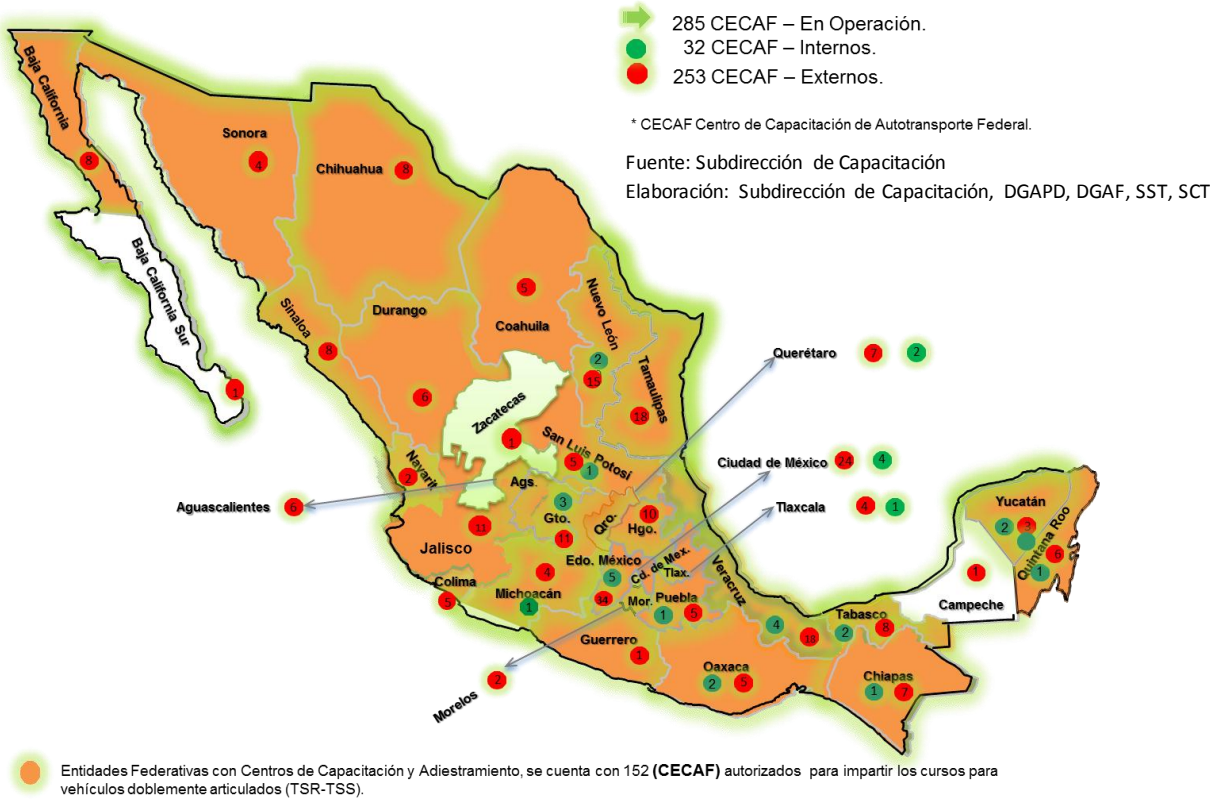 285 CECAF – En Operación.
32 CECAF – Internos.
253 CECAF – Externos.
* CECAF Centro de Capacitación de Autotransporte Federal.
Fuente: Subdirección de Capacitación
Elaboración: Subdirección de Capacitación, DGAPD, DGAF, SST, SCT
Baja California
8
Sonora
4
Chihuahua
8
Baja California Sur
1
Sinaloa
8
Durango
6
Coahuila
5
Nuevo León
2
15
Tamaulipas
18
Zacatecas
1
San Luis Potosí
5
1
Nayarit
2
Ags.
Aguascalientes
6
Querétaro
7
2
Ciudad de México
24
4
Tlaxcala
4
1
Gto.
3
11
Qro.
Hgo.
10
Jalisco
Colima
5
Michoacán
4
1
Edo. México
5
34
Cd. de Mex.
Tlax.
Mor.
Puebla
1
5
Veracruz
4
18
Morelos
2
Guerrero
1
Oaxaca
2
5
Tabasco
2
8
Chiapas
1
7
Campeche
1
Yucatán
2
3
Quintana Roo
6
1
Entidades Federativas con Centros de Capacitación y Adiestramiento, se cuenta con 152 (CECAF) autorizados para impartir los cursos para
vehículos doblemente articulados (TSR-TSS).